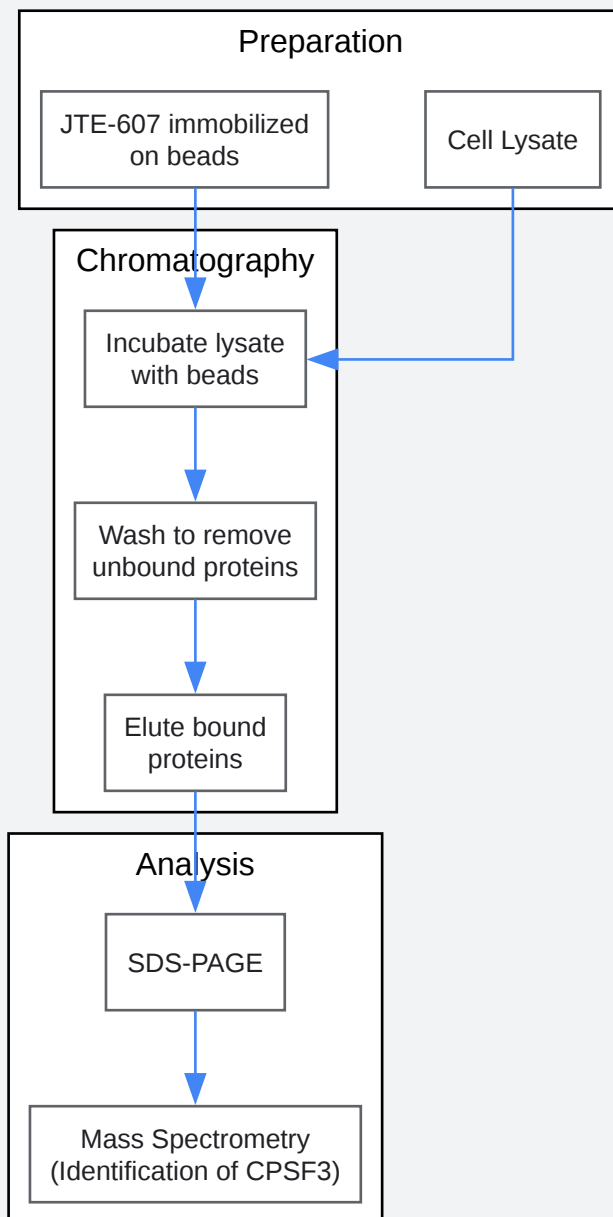 Preparation
JTE-607 immobilized
on beads
Cell Lysate
Chromatography
Incubate lysate
with beads
Wash to remove
unbound proteins
Elute bound
proteins
Analysis
SDS-PAGE
Mass Spectrometry
(Identification of CPSF3)